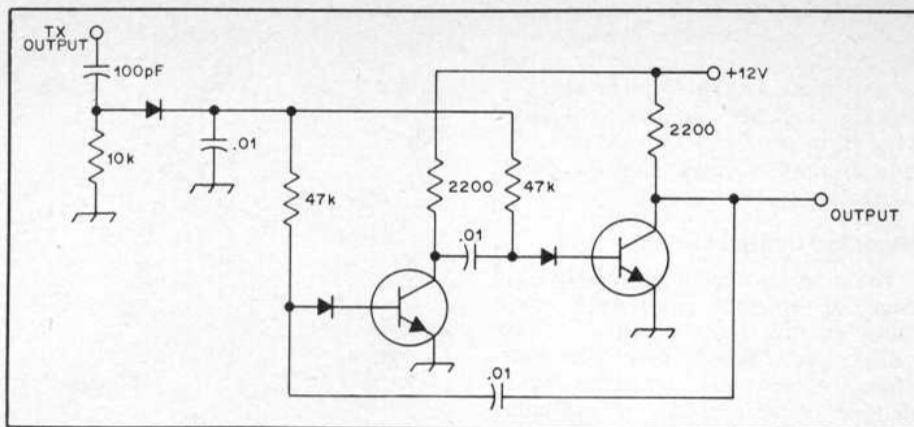 TX
OUTPUT
100pF
+12V
10k
.01
47k
2200
47k
2200
.01
OUTPUT
.01